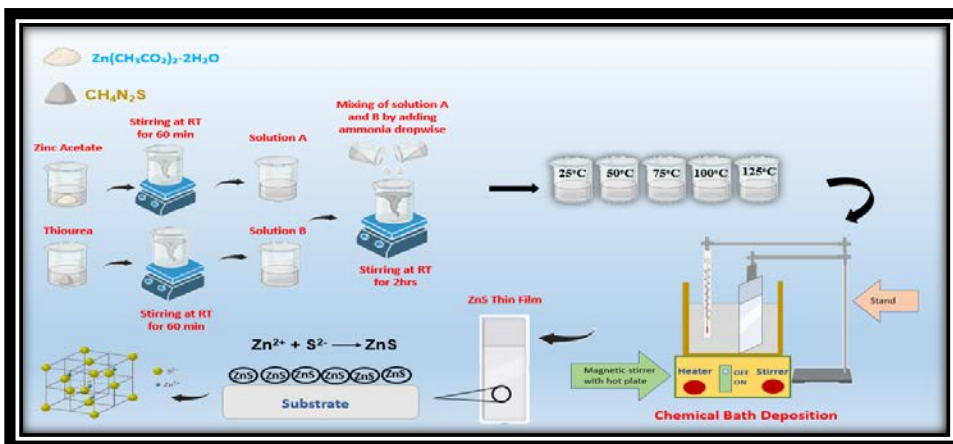 Zn(CH₃CO₂)₂·2H₂O
CH₄N₂S
Zinc Acetate
Stirring at RT
for 60 min
Solution A
Mixing of solution A
and B by adding
ammonia dropwise
25°C
50°C
75°C
100°C
125°C
Thiourea
Solution B
Stirring at RT
for 60 min
Stirring at RT
for 2hrs
ZnS Thin Film
Stand
Zn²⁺ + S²⁻ → ZnS
ZnS ZnS ZnS ZnS ZnS ZnS
Substrate
S²⁻
Zn²⁺
Magnetic stirrer
with hot plate
Heater
OFF
ON
Stirrer
Chemical Bath Deposition